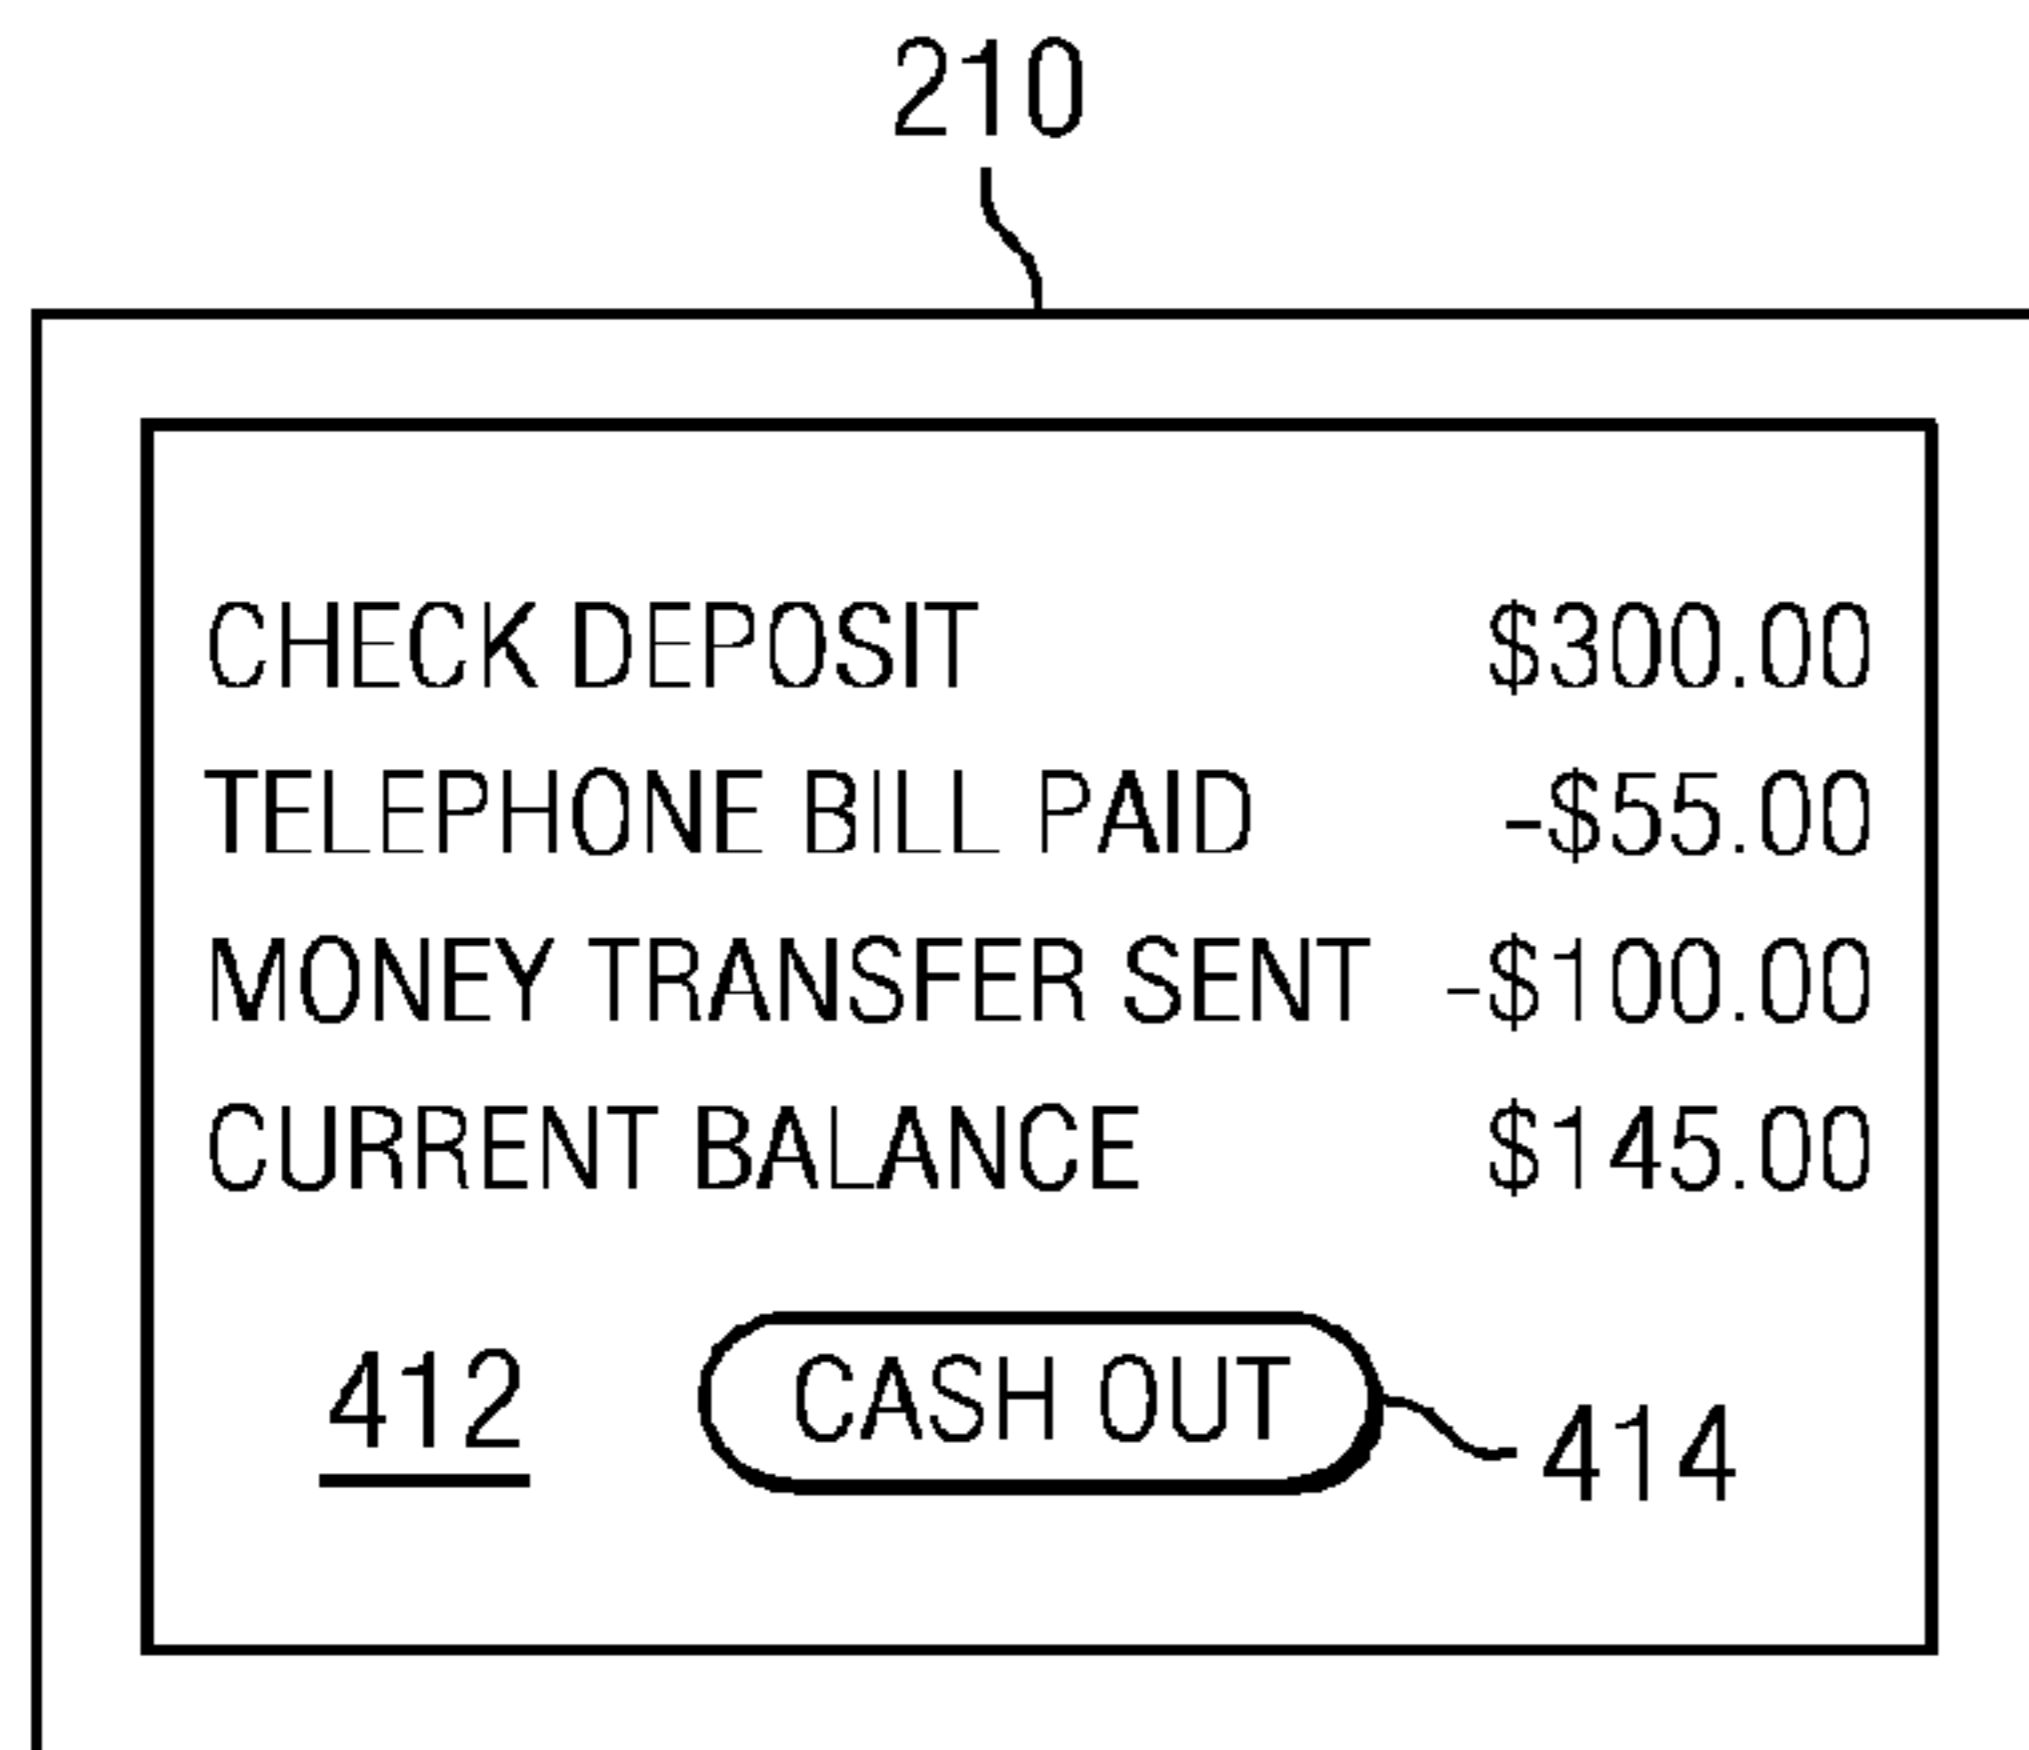 210
CHECK DEPOSIT $300.00
TELEPHONE BILL PAID -$55.00
MONEY TRANSFER SENT -$100.00
CURRENT BALANCE $145.00
412 CASH OUT 414